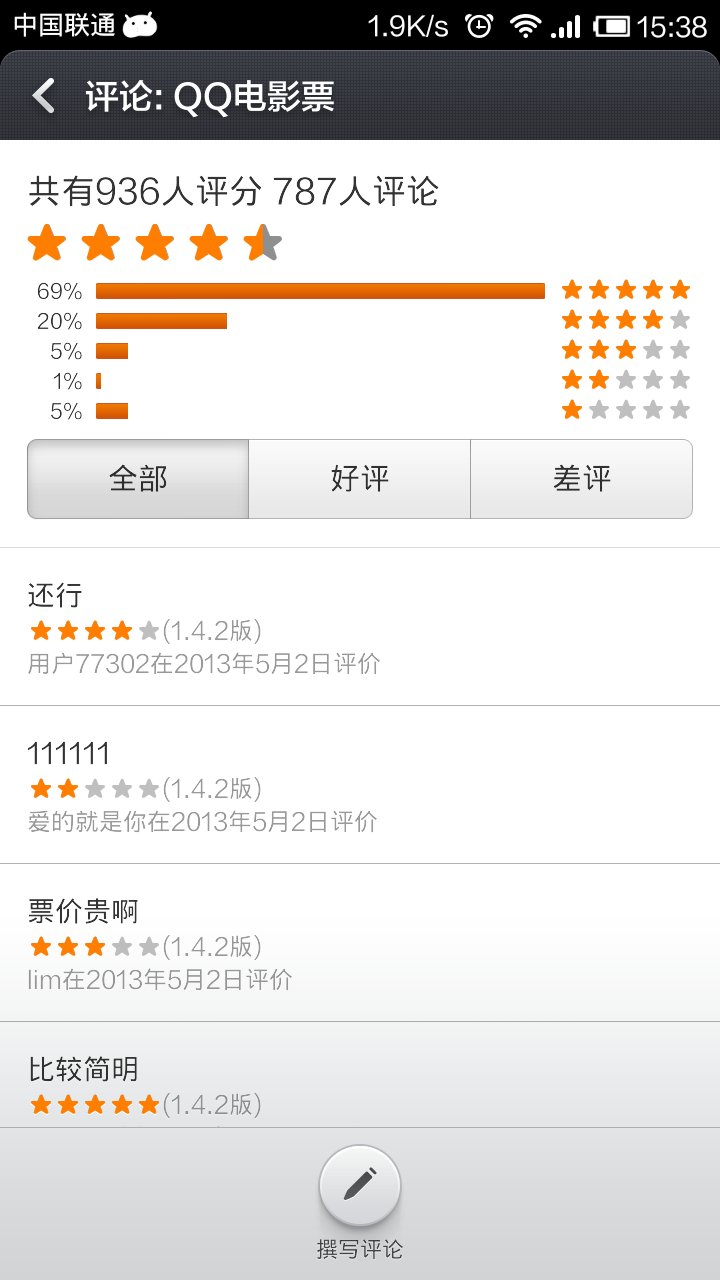 中国联通 1.9K/s 15:38
评论: QQ电影票
共有936人评分 787人评论
69%
20%
5%
1%
5%
全部 好评 差评
还行
(1.4.2版)
用户77302在2013年5月2日评价
111111
(1.4.2版)
爱的就是你在2013年5月2日评价
票价贵啊
(1.4.2版)
lim在2013年5月2日评价
比较简明
(1.4.2版)
撰写评论